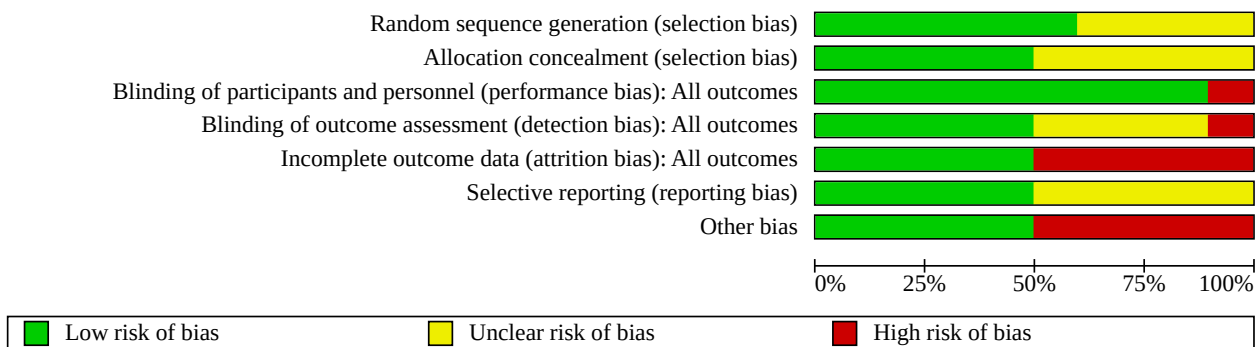 Random sequence generation (selection bias)
Allocation concealment (selection bias)
Blinding of participants and personnel (performance bias): All outcomes
Blinding of outcome assessment (detection bias): All outcomes
Incomplete outcome data (attrition bias): All outcomes
Selective reporting (reporting bias)
Other bias
0% 25% 50% 75% 100%
Low risk of bias Unclear risk of bias High risk of bias